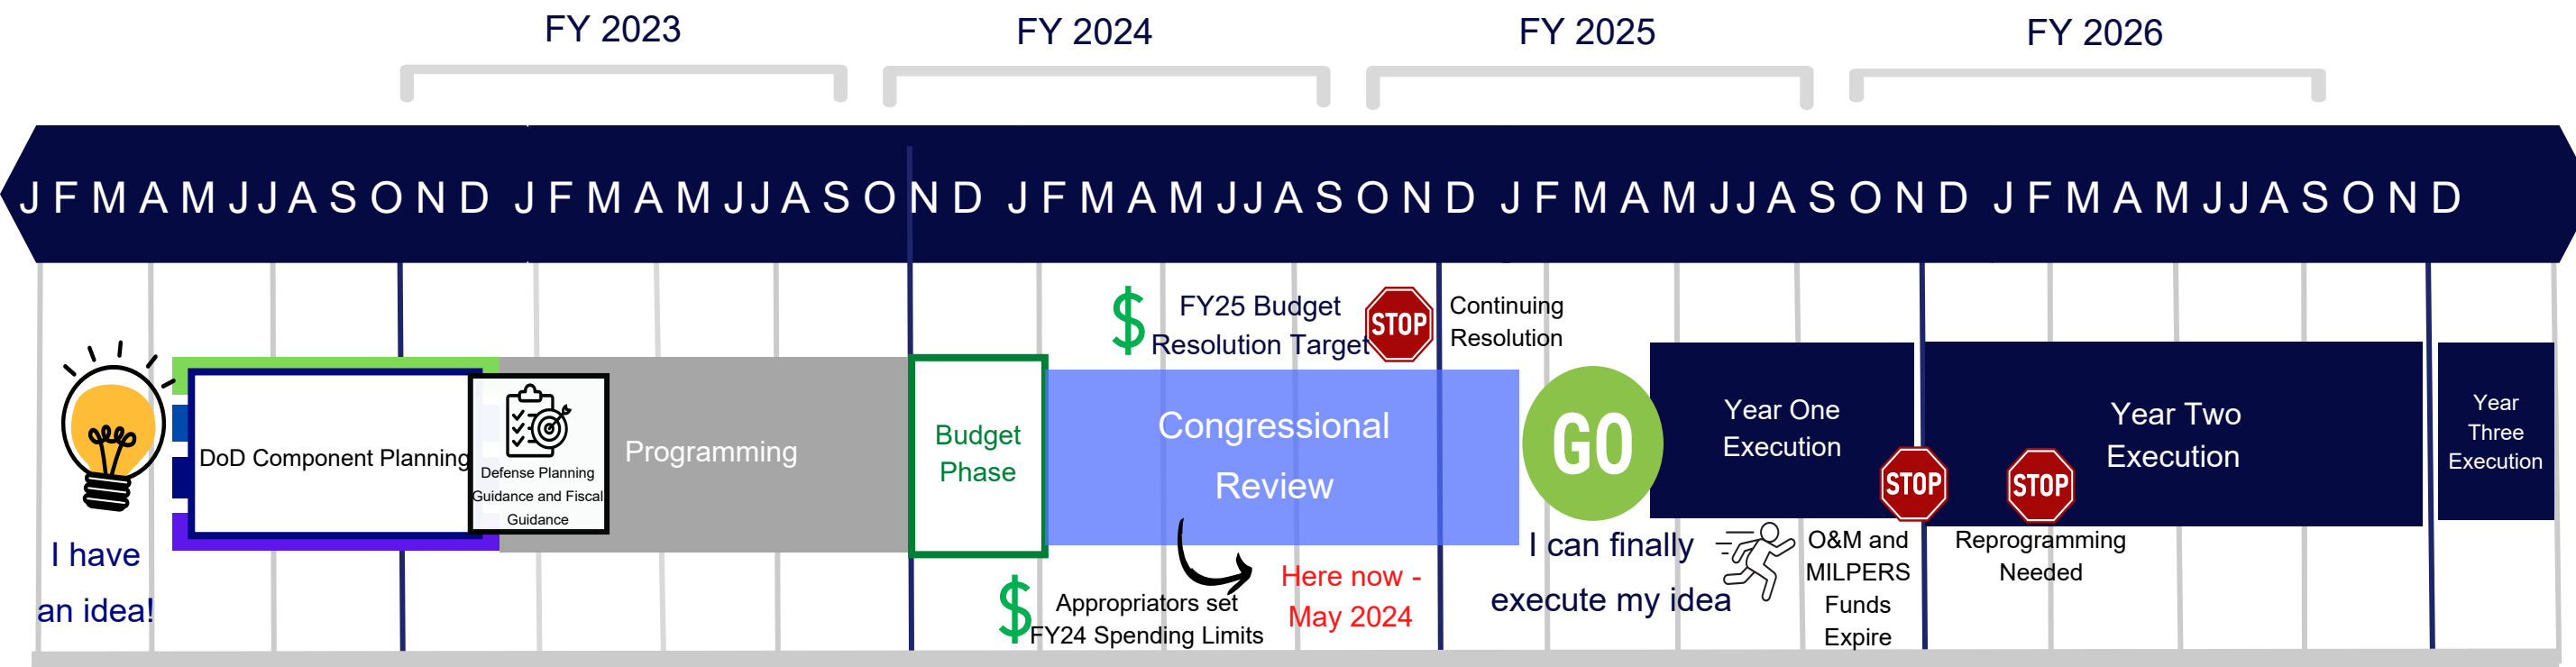 FY 2023
FY 2024
FY 2025
FY 2026
J F M A M J J A S O N D J F M A M J J A S O N D J F M A M J J A S O N D J F M A M J J A S O N D J F M A M J J A S O N D
I have
an idea!
DoD Component Planning
Defense Planning
Guidance and Fiscal
Guidance
Programming
Budget
Phase
$
FY25 Budget
Resolution Target
STOP
Continuing
Resolution
Congressional
Review
$
Appropriators set
FY24 Spending Limits
Here now -
May 2024
GO
I can finally
execute my idea
Year One
Execution
STOP
O&M and
MILPERS
Funds
Expire
STOP
Reprogramming
Needed
Year Two
Execution
Year
Three
Execution